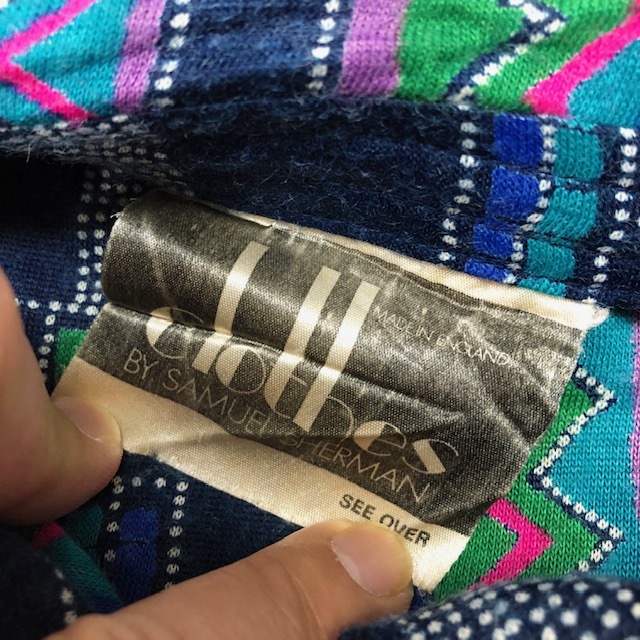 clothes
MADE IN ENGLAND
BY SAMUEL SHERMAN
SEE OVER